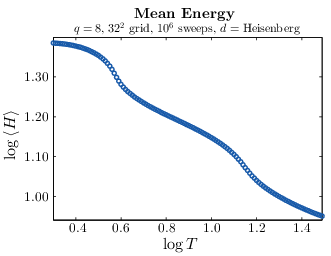 Mean Energy
q = 8, 32² grid, 10⁶ sweeps, d = Heisenberg
log ⟨H⟩
1.30
1.20
1.10
1.00
0.4 0.6 0.8 1.0 1.2 1.4
log T